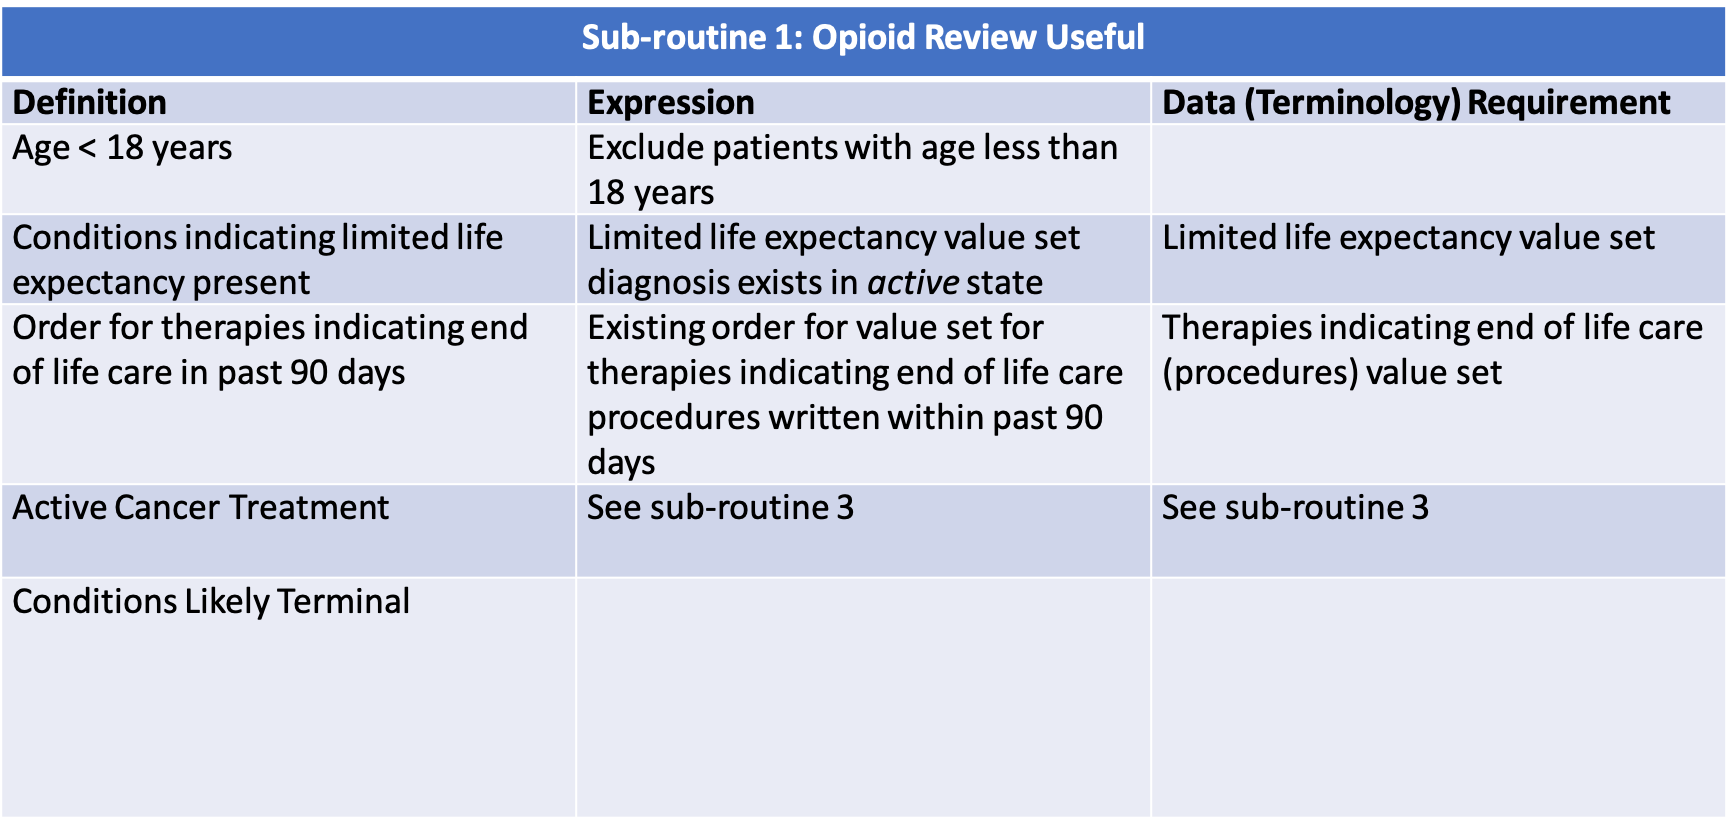 Sub-routine 1: Opioid Review Useful
Definition
Expression
Data (Terminology) Requirement
Age < 18 years
Exclude patients with age less than
18 years
Conditions indicating limited life
expectancy present
Limited life expectancy value set
diagnosis exists in active state
Limited life expectancy value set
Order for therapies indicating end
of life care in past 90 days
Existing order for value set for
therapies indicating end of life care
procedures written within past 90
days
Therapies indicating end of life care
(procedures) value set
Active Cancer Treatment
See sub-routine 3
See sub-routine 3
Conditions Likely Terminal